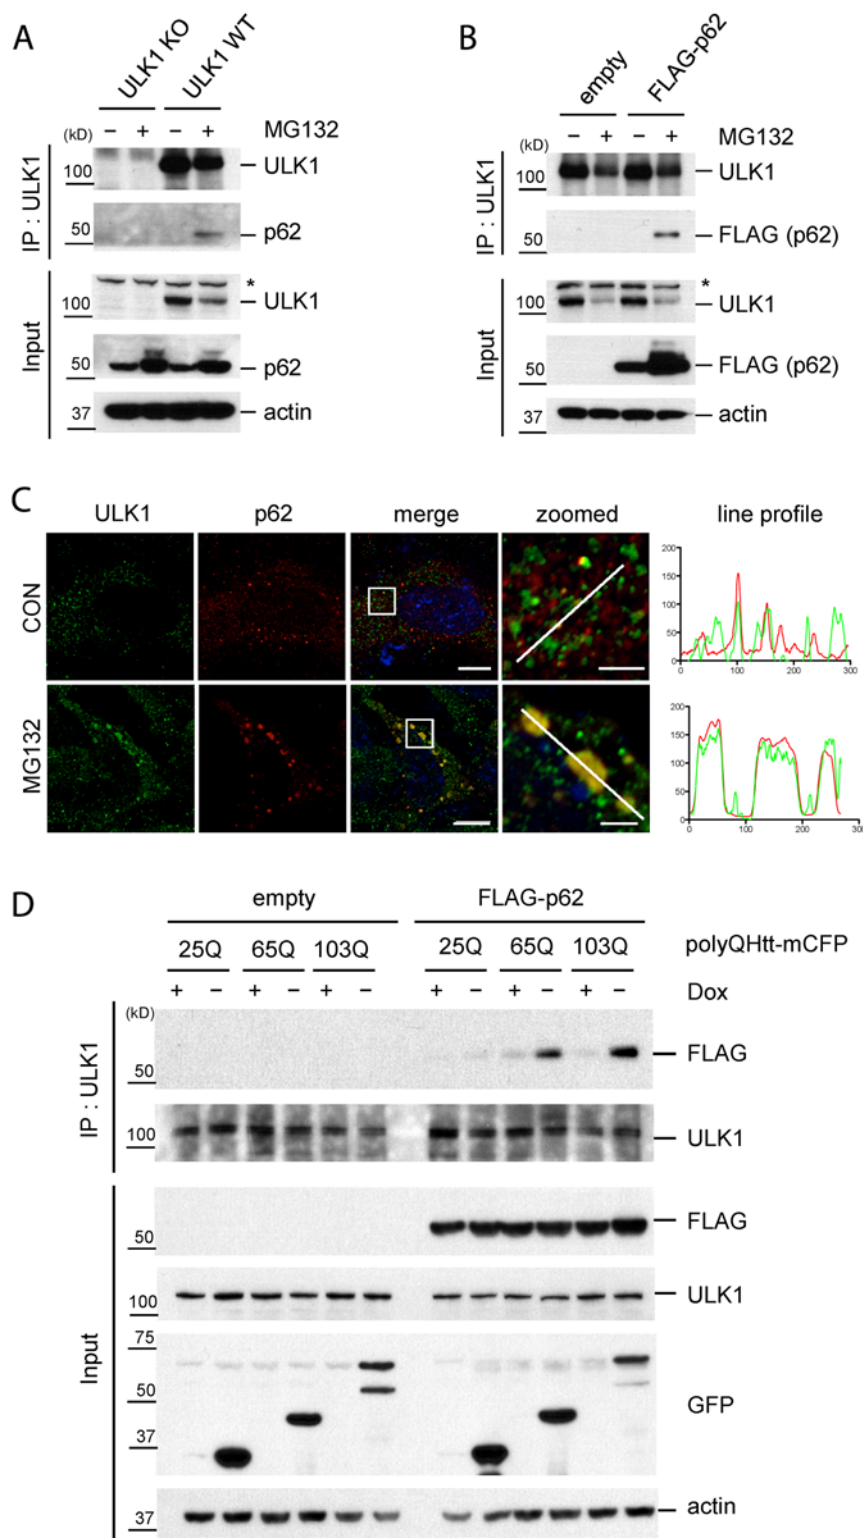 A
ULK1 KO
ULK1 WT
(kD)
– + – + MG132
IP : ULK1
100
ULK1
50
p62
Input
*
100
ULK1
50
p62
37
actin
B
empty
FLAG-p62
(kD)
– + – + MG132
IP : ULK1
100
ULK1
50
FLAG (p62)
Input
*
100
ULK1
50
FLAG (p62)
37
actin
C
ULK1 p62 merge zoomed line profile
CON
200
150
100
50
0
0 100 200 300
MG132
200
150
100
50
0
0 100 200 300
D
empty FLAG-p62
25Q 65Q 103Q 25Q 65Q 103Q polyQHtt-mCFP
+ – + – + – + – + – + – Dox
(kD)
IP : ULK1
50
FLAG
100
ULK1
Input
50
FLAG
100
ULK1
75
50
37
GFP
37
actin